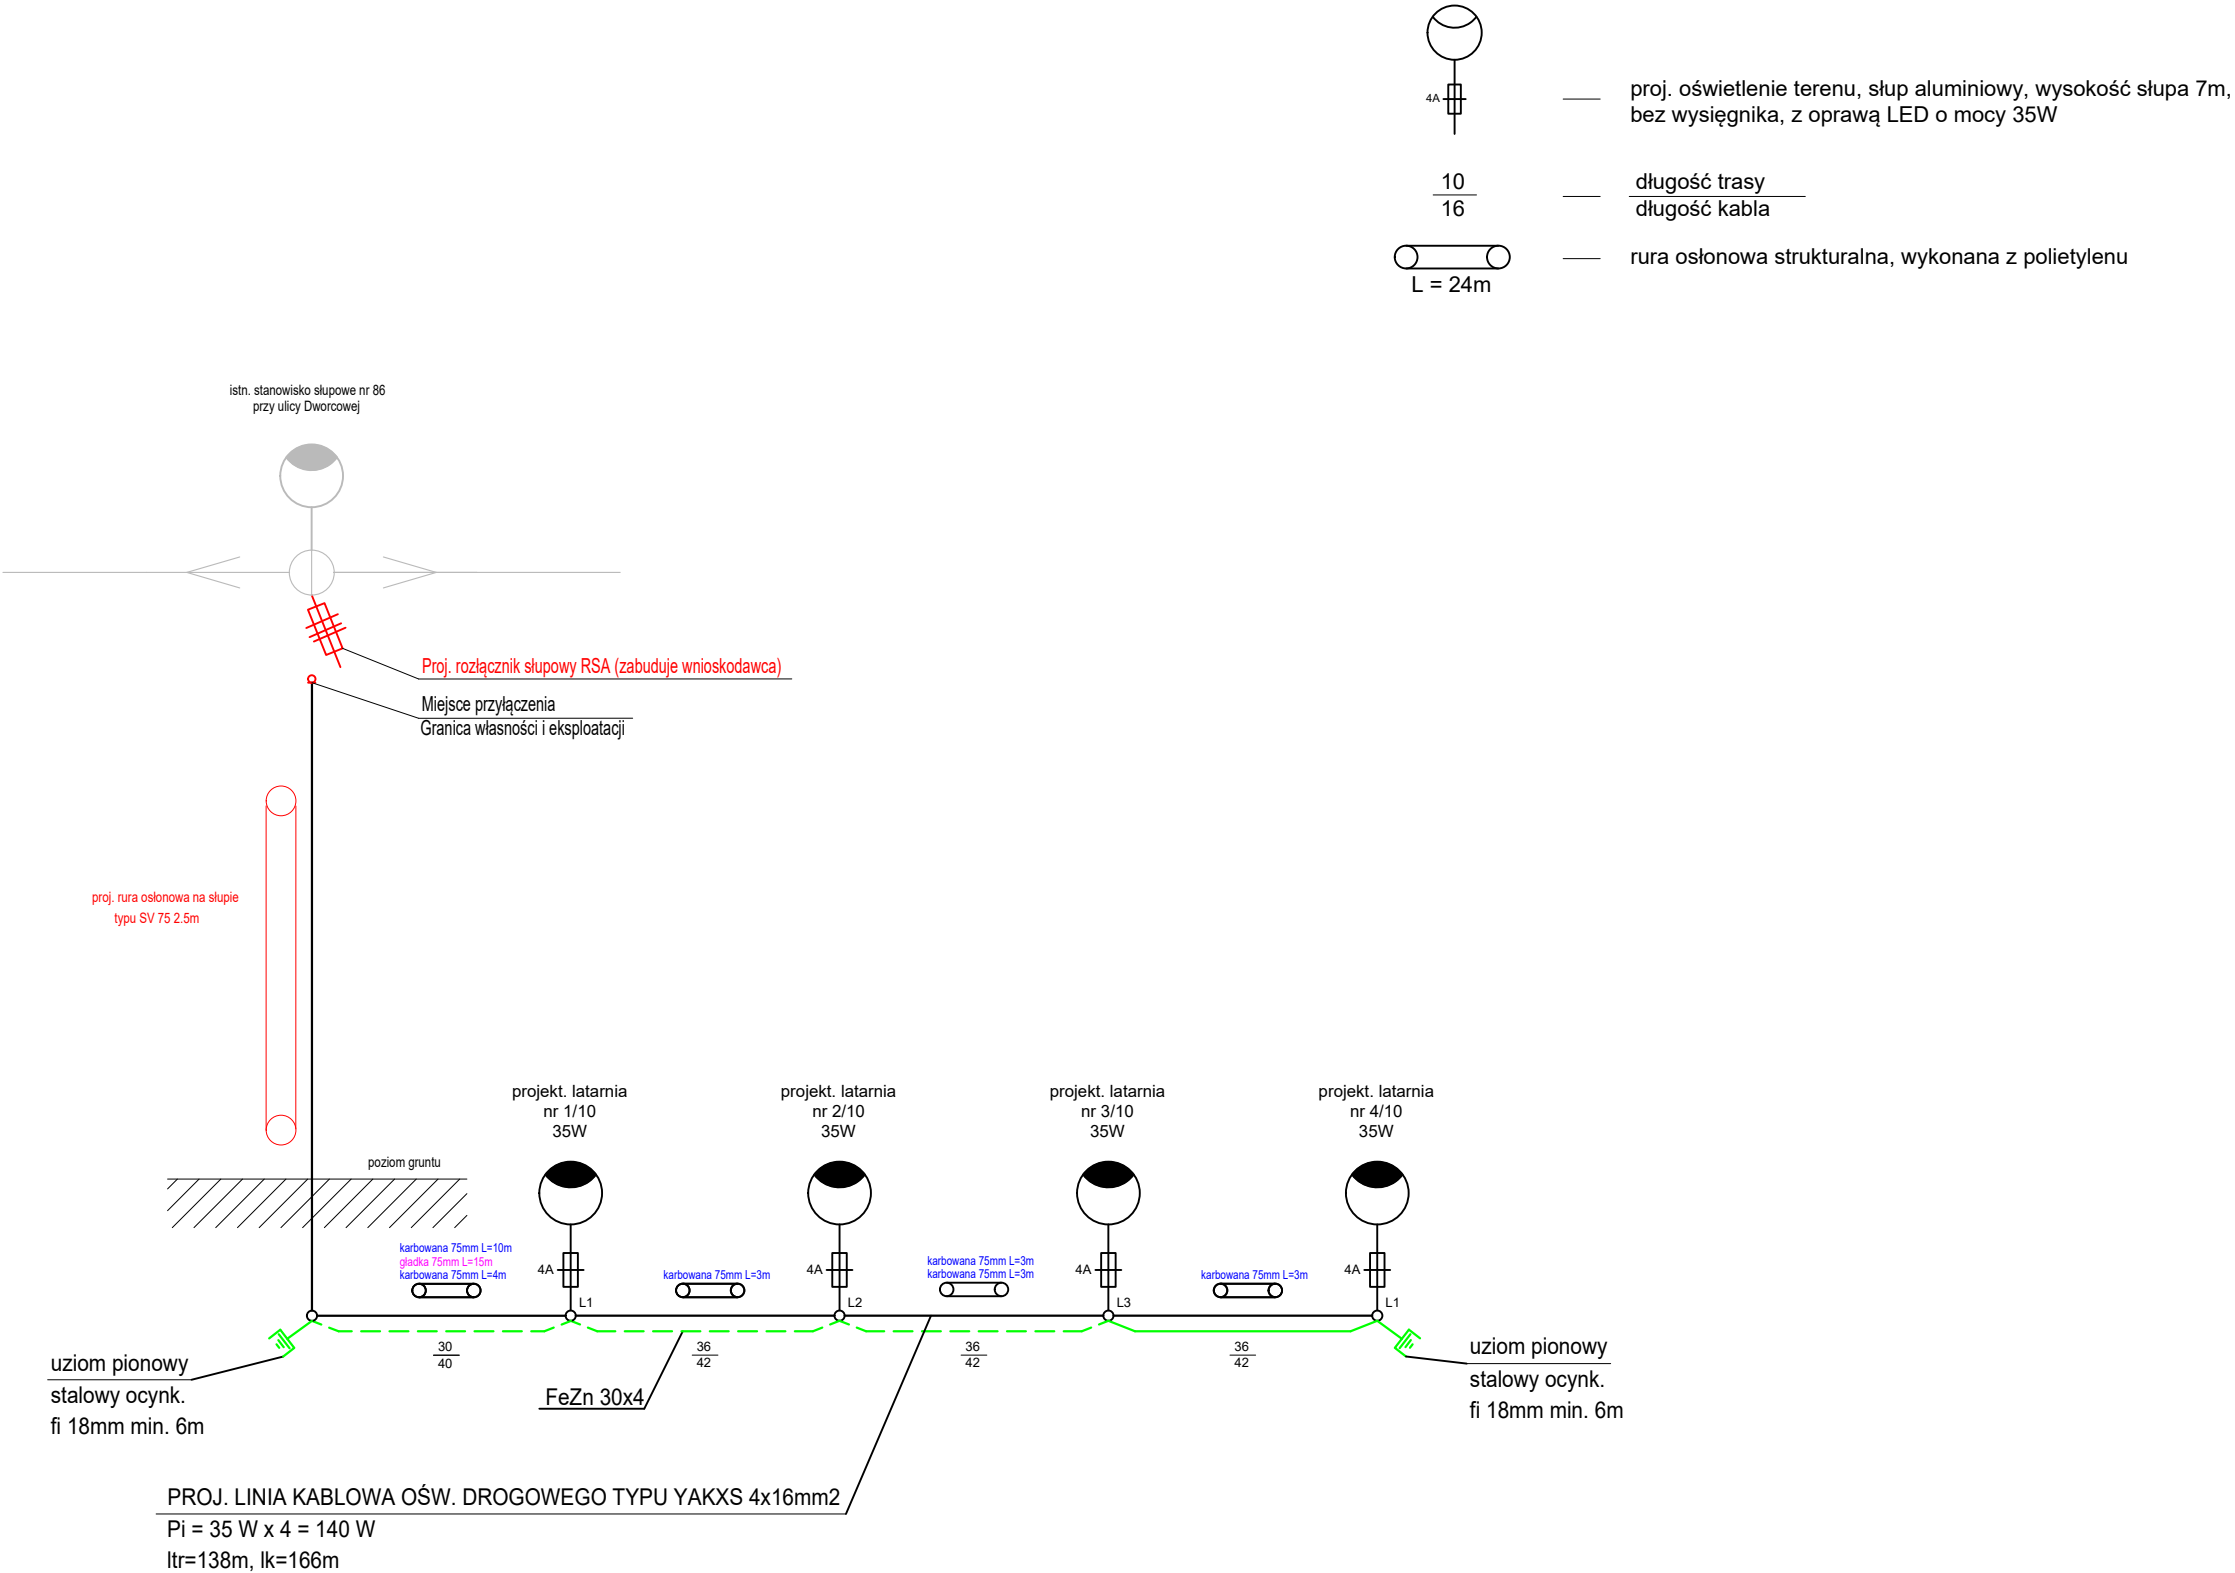 4A
proj. oświetlenie terenu, słup aluminiowy, wysokość słupa 7m,
bez wysięgnika, z oprawą LED o mocy 35W
10
16
długość trasy
długość kabla
L = 24m
rura osłonowa strukturalna, wykonana z polietylenu
istn. stanowisko słupowe nr 86
przy ulicy Dworcowej
Proj. rozłącznik słupowy RSA (zabuduje wnioskodawca)
Miejsce przyłączenia
Granica własności i eksploatacji
proj. rura osłonowa na słupie
typu SV 75 2.5m
poziom gruntu
projekt. latarnia
nr 1/10
35W
projekt. latarnia
nr 2/10
35W
projekt. latarnia
nr 3/10
35W
projekt. latarnia
nr 4/10
35W
karbowana 75mm L=10m
gładka 75mm L=15m
karbowana 75mm L=4m
4A
L1
karbowana 75mm L=3m
4A
L2
karbowana 75mm L=3m
karbowana 75mm L=3m
4A
L3
karbowana 75mm L=3m
4A
L1
30
40
36
42
36
42
36
42
uziom pionowy
stalowy ocynk.
fi 18mm min. 6m
FeZn 30x4
uziom pionowy
stalowy ocynk.
fi 18mm min. 6m
PROJ. LINIA KABLOWA OŚW. DROGOWEGO TYPU YAKXS 4x16mm2
Pi = 35 W x 4 = 140 W
ltr=138m, lk=166m